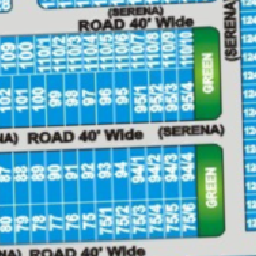 (SERENA)
ROAD 40' Wide
(SERENA)
109 100 110/1 110/2 110/3 110/4 110/5 110/6 110/7 110/8 110/9 110/10
GREEN
102 101 100 99 98 97 96 95 95/1 95/2 95/3 95/4
NA) ROAD 40' Wide (SERENA)
87 88 89 90 91 92 93 94 94/1 94/2 94/3 94/4
GREEN
80 79 78 77 76 75 75/1 75/2 75/3 75/4 75/5 75/6
NA) ROAD 40' Wide